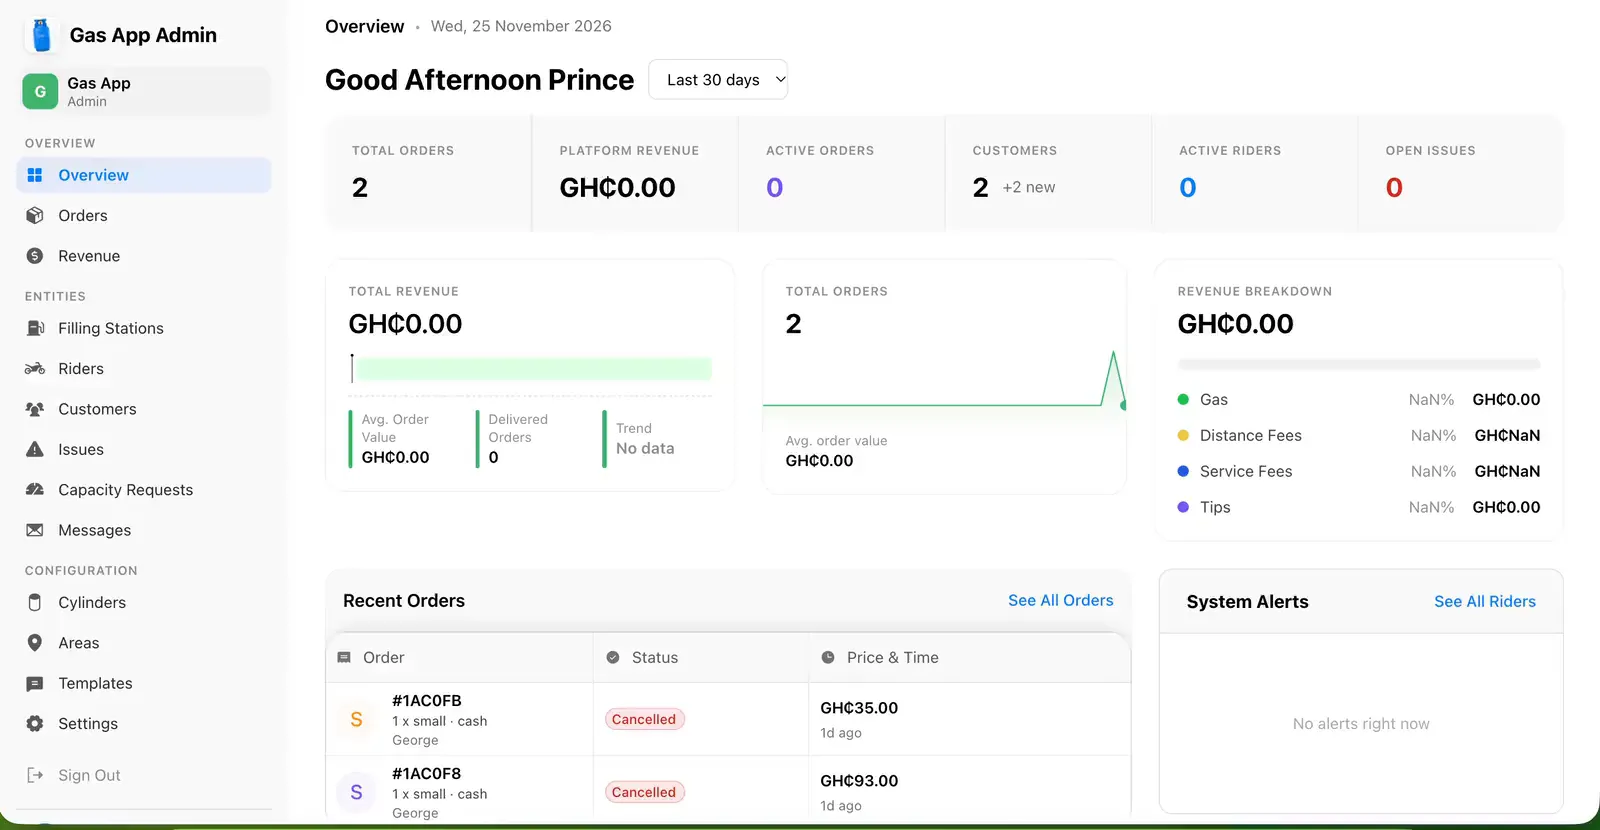 Gas App Admin
G
Gas App
Admin
OVERVIEW
Overview
Orders
Revenue
ENTITIES
Filling Stations
Riders
Customers
Issues
Capacity Requests
Messages
CONFIGURATION
Cylinders
Areas
Templates
Settings
Sign Out
Overview • Wed, 25 November 2026
Good Afternoon Prince
Last 30 days
TOTAL ORDERS
2
PLATFORM REVENUE
GH₵0.00
ACTIVE ORDERS
0
CUSTOMERS
2 +2 new
ACTIVE RIDERS
0
OPEN ISSUES
0
TOTAL REVENUE
GH₵0.00
Avg. Order
Value
GH₵0.00
Delivered
Orders
0
Trend
No data
TOTAL ORDERS
2
Avg. order value
GH₵0.00
REVENUE BREAKDOWN
GH₵0.00
Gas NaN% GH₵0.00
Distance Fees NaN% GH₵NaN
Service Fees NaN% GH₵NaN
Tips NaN% GH₵0.00
Recent Orders See All Orders
Order Status Price & Time
S
#1AC0FB
1 x small · cash
George
Cancelled
GH₵35.00
1d ago
S
#1AC0F8
1 x small · cash
George
Cancelled
GH₵93.00
1d ago
System Alerts See All Riders
No alerts right now